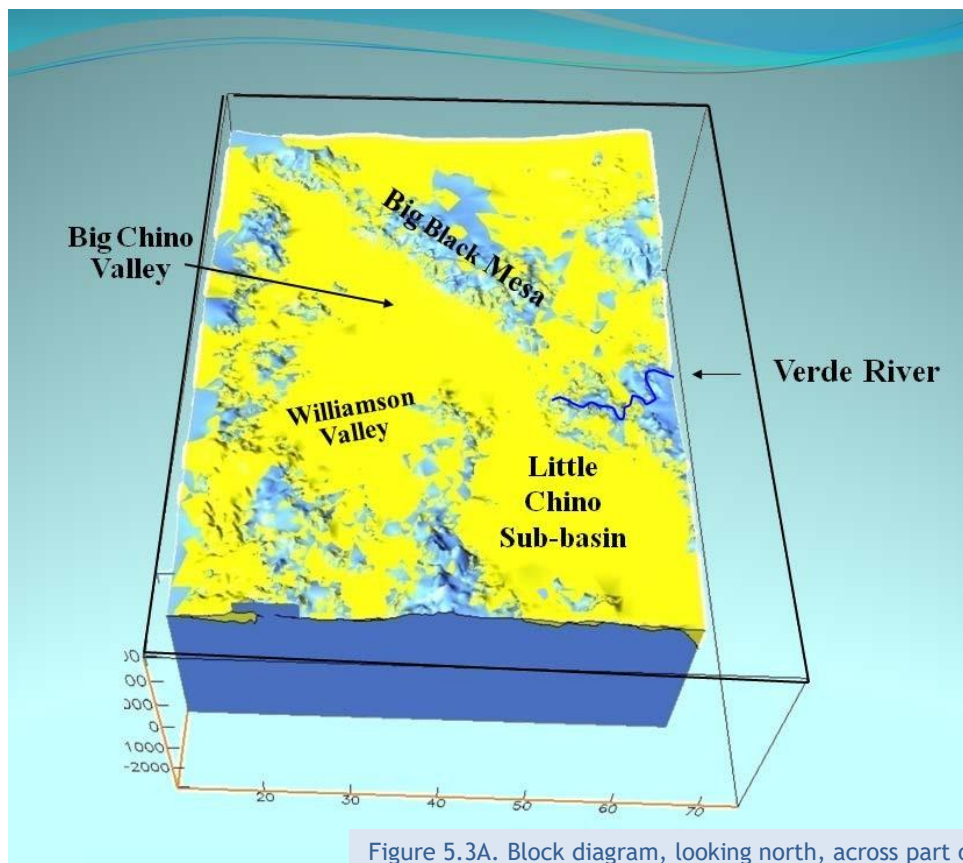 Big Black Mesa
Big Chino
Valley
Verde River
Williamson
Valley
Little
Chino
Sub-basin
0
1000
-2000
20
30
40
50
60
70
Figure 5.3A. Block diagram, looking north, across part